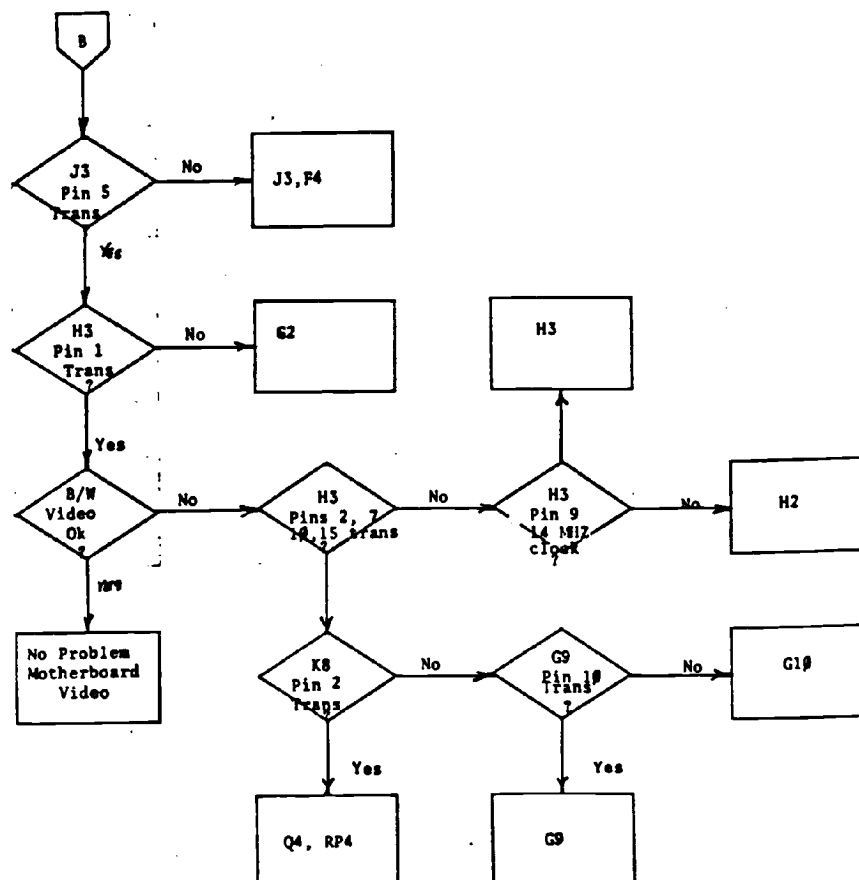 B
J3
Pin 5
Trans
No
J3,F4
Yes
H3
Pin 1
Trans
?
No
G2
H3
Yes
B/W
Video
Ok
?
No
H3
Pins 2, 7
10,15 trans
?
No
H3
Pin 9
14 MHZ
clock
?
No
H2
No Problem
Motherboard
Video
K8
Pin 2
Trans
?
No
G9
Pin 10
Trans
?
No
G10
Yes
Yes
Q4, RP4
G9